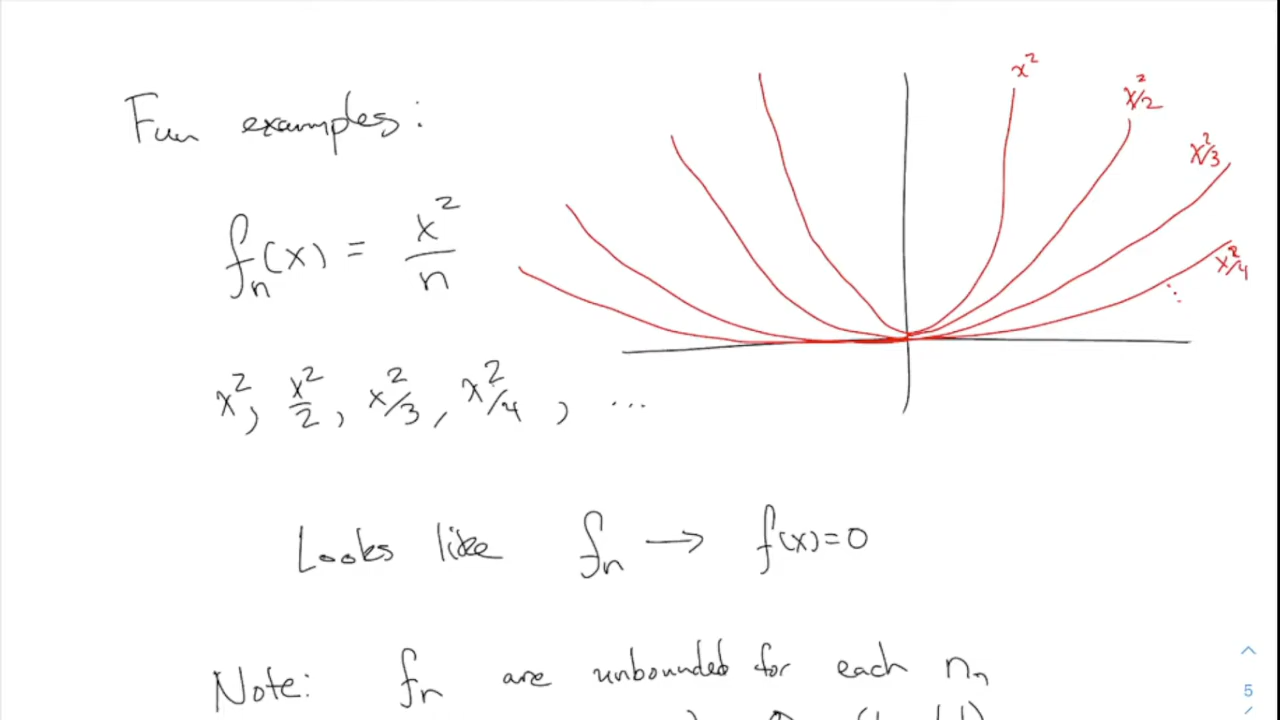 Fun examples:
fₙ(x) = x²/n
x², x²/2, x²/3, x²/4, ...
x²
x²/2
x²/3
x²/4
⋱
Looks like fₙ → f(x)=0
Note: fₙ are unbounded for each n,
5